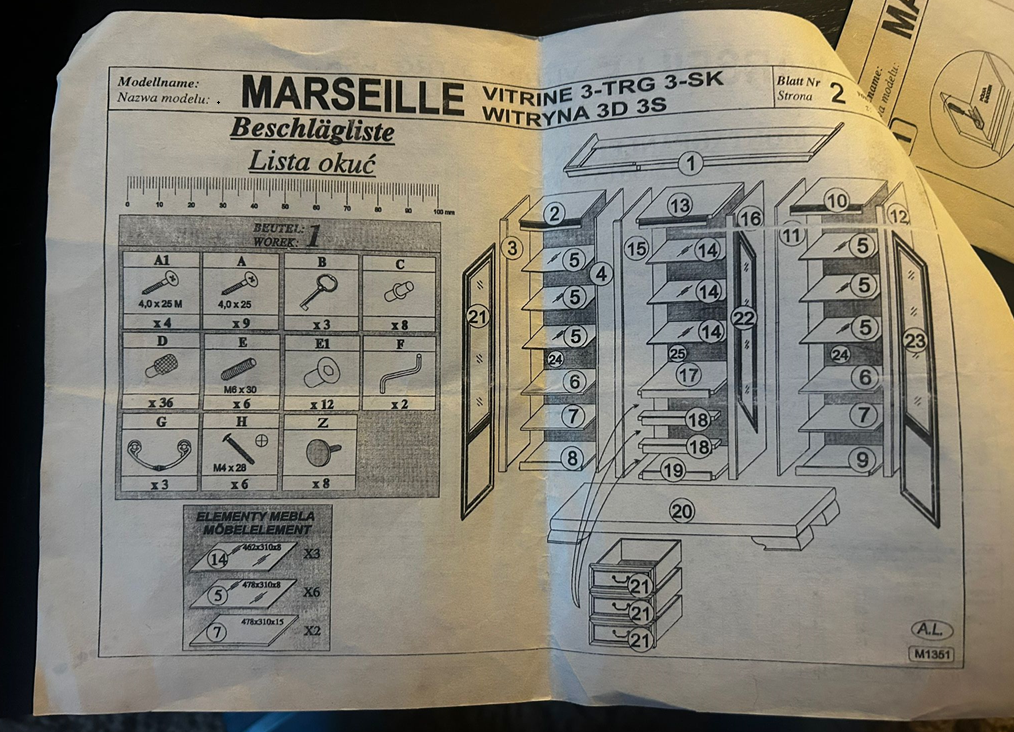 Modellname:
Nazwa modelu:
MARSEILLE
VITRINE 3-TRG 3-SK
WITRYNA 3D 3S
Blatt Nr
Strona
2
Beschlägliste
Lista okuć
0 10 20 30 40 50 60 70 80 90 100 mm
BEUTEL:
WOREK:
1
A1 A B C
4,0 x 25 M 4,0 x 25
x 4 x 9 x 3 x 8
D E E1 F
M6 x 30
x 36 x 6 x 12 x 2
G H Z
M4 x 28
x 3 x 6 x 8
ELEMENTY MEBLA
MÖBELELEMENT
14 462x310x8 X3
5 478x310x8 X6
7 478x310x15 X2
1
2 13 16 10 12
3 15 11
5 4 14 5
5 14 5
21 22 23
5 14 5
24 25 24
6 17 6
7 18 7
18
8 19 9
20
21
21
21
A.L.
M1351
MA
name:
a modelu:
1